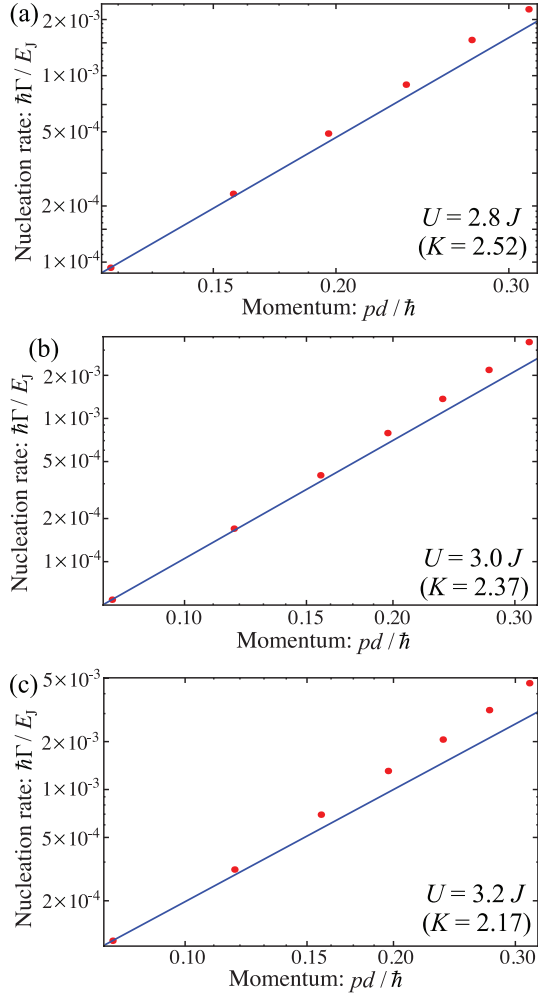 (a)
Nucleation rate: ħΓ / E_J
2×10⁻³
1×10⁻³
5×10⁻⁴
2×10⁻⁴
1×10⁻⁴
U = 2.8 J
(K = 2.52)
0.15 0.20 0.30
Momentum: pd / ħ
(b)
Nucleation rate: ħΓ / E_J
2×10⁻³
1×10⁻³
5×10⁻⁴
2×10⁻⁴
1×10⁻⁴
U = 3.0 J
(K = 2.37)
0.10 0.15 0.20 0.30
Momentum: pd / ħ
(c)
Nucleation rate: ħΓ / E_J
5×10⁻³
2×10⁻³
1×10⁻³
5×10⁻⁴
2×10⁻⁴
U = 3.2 J
(K = 2.17)
0.10 0.15 0.20 0.30
Momentum: pd / ħ